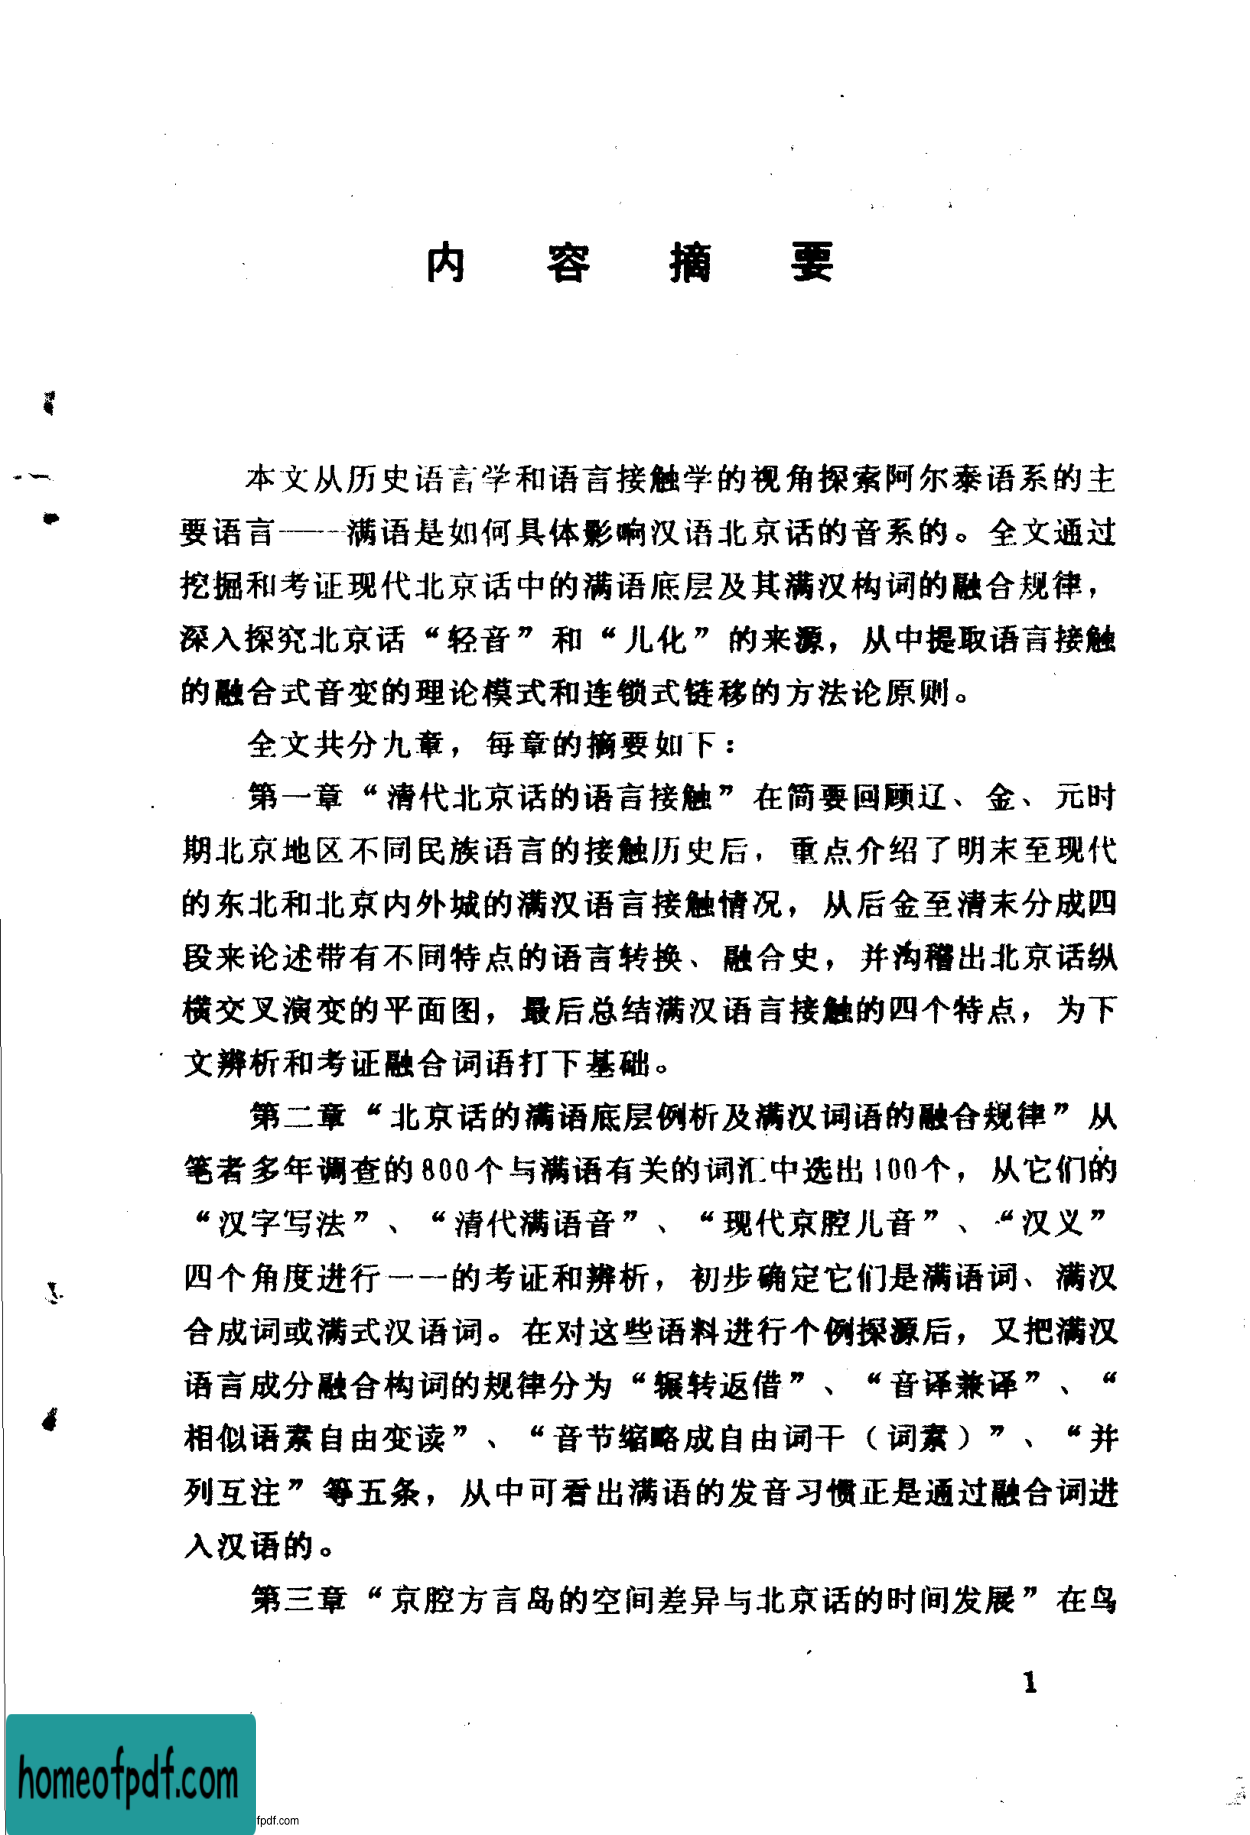 内容摘要
本文从历史语言学和语言接触学的视角探索阿尔泰语系的主
要语言——满语是如何具体影响汉语北京话的音系的。全文通过
挖掘和考证现代北京话中的满语底层及其满汉构词的融合规律，
深入探究北京话“轻音”和“儿化”的来源，从中提取语言接触
的融合式音变的理论模式和连锁式链移的方法论原则。
全文共分九章，每章的摘要如下：
第一章“清代北京话的语言接触”在简要回顾辽、金、元时
期北京地区不同民族语言的接触历史后，重点介绍了明末至现代
的东北和北京内外城的满汉语言接触情况，从后金至清末分成四
段来论述带有不同特点的语言转换、融合史，并沟稽出北京话纵
横交叉演变的平面图，最后总结满汉语言接触的四个特点，为下
文辨析和考证融合词语打下基础。
第二章“北京话的满语底层例析及满汉词语的融合规律”从
笔者多年调查的800个与满语有关的词汇中选出100个，从它们的
“汉字写法”、“清代满语音”、“现代京腔儿音”、“汉义”
四个角度进行一一的考证和辨析，初步确定它们是满语词、满汉
合成词或满式汉语词。在对这些语料进行个例探源后，又把满汉
语言成分融合构词的规律分为“辗转返借”、“音译兼译”、“
相似语素自由变读”、“音节缩略成自由词干（词素）”、“并
列互注”等五条，从中可看出满语的发音习惯正是通过融合词进
入汉语的。
第三章“京腔方言岛的空间差异与北京话的时间发展”在鸟
1
homeofpdf.com
fpdf.com